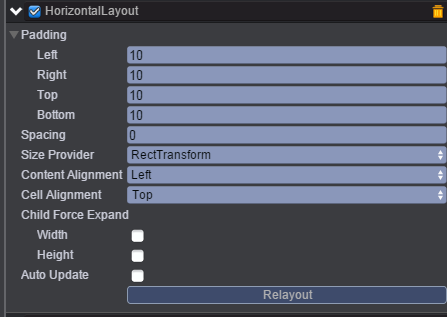 HorizontalLayout
Padding
Left 10
Right 10
Top 10
Bottom 10
Spacing 0
Size Provider RectTransform
Content Alignment Left
Cell Alignment Top
Child Force Expand
Width
Height
Auto Update
Relayout